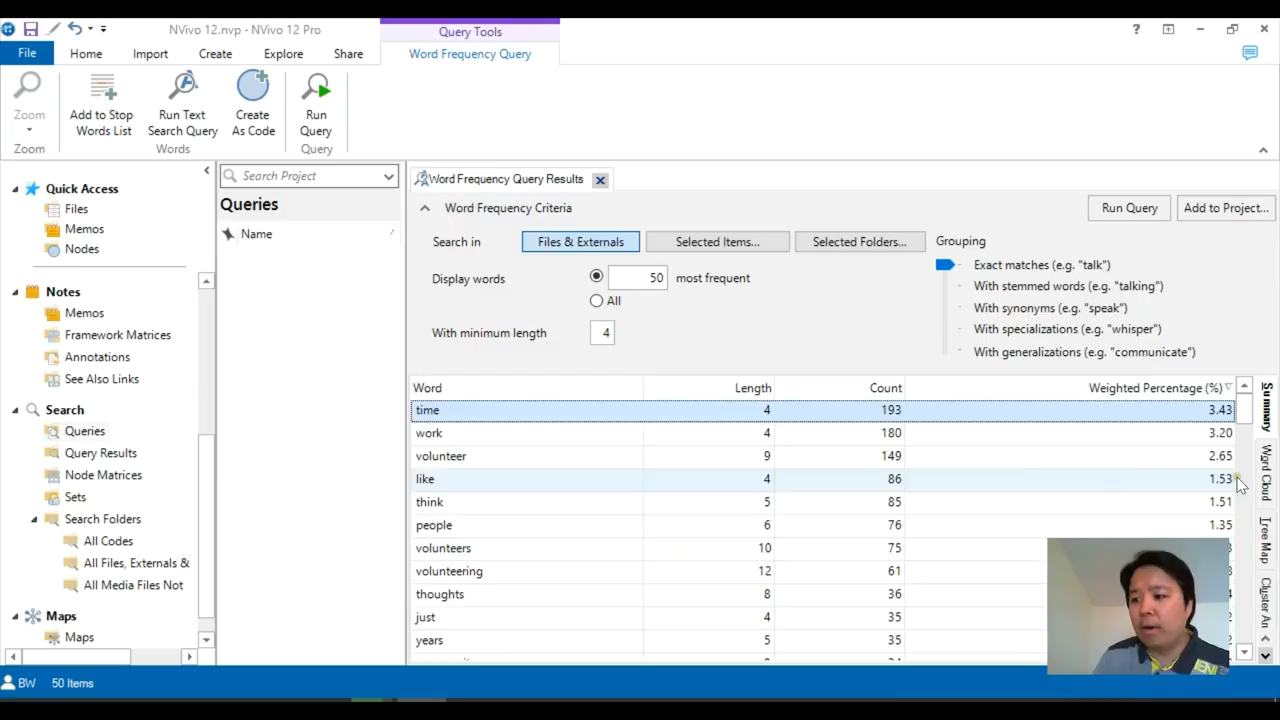 NVivo 12.nvp - NVivo 12 Pro
Query Tools
?
File
Home
Import
Create
Explore
Share
Word Frequency Query
Zoom
Add to Stop
Words List
Run Text
Search Query
Create
As Code
Run
Query
Zoom
Words
Query
Quick Access
Files
Memos
Nodes
Notes
Memos
Framework Matrices
Annotations
See Also Links
Search
Queries
Query Results
Node Matrices
Sets
Search Folders
All Codes
All Files, Externals &
All Media Files Not
Maps
Maps
Search Project
Queries
Name
Word Frequency Query Results
Word Frequency Criteria
Run Query
Add to Project...
Search in
Files & Externals
Selected Items...
Selected Folders...
Grouping
Display words
50
most frequent
All
With minimum length
4
Exact matches (e.g. "talk")
With stemmed words (e.g. "talking")
With synonyms (e.g. "speak")
With specializations (e.g. "whisper")
With generalizations (e.g. "communicate")
Word Length Count Weighted Percentage (%)
time 4 193 3.43
work 4 180 3.20
volunteer 9 149 2.65
like 4 86 1.53
think 5 85 1.51
people 6 76 1.35
volunteers 10 75
volunteering 12 61
thoughts 8 36
just 4 35
years 5 35
Summary
Word Cloud
Tree Map
Cluster An
BW
50 Items